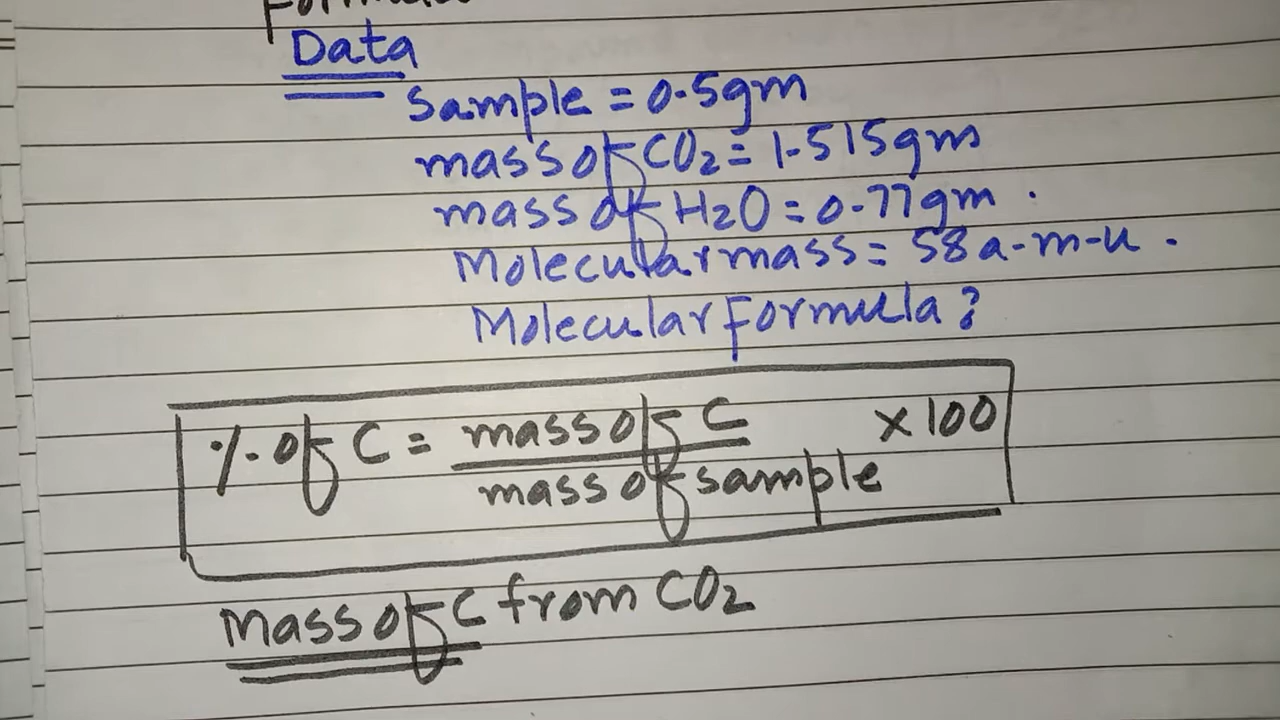 Formula
Data
Sample = 0.5gm
mass of CO₂ = 1.515gm
mass of H₂O = 0.77gm.
Molecular mass = 58 a-m-u.
Molecular Formula?
%. of C = mass of C / mass of sample × 100
Mass of C from CO₂